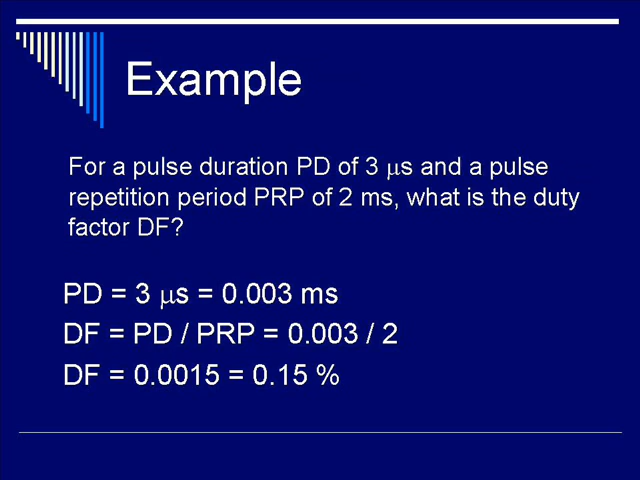 Example
For a pulse duration PD of 3 μs and a pulse
repetition period PRP of 2 ms, what is the duty
factor DF?
PD = 3 μs = 0.003 ms
DF = PD / PRP = 0.003 / 2
DF = 0.0015 = 0.15 %